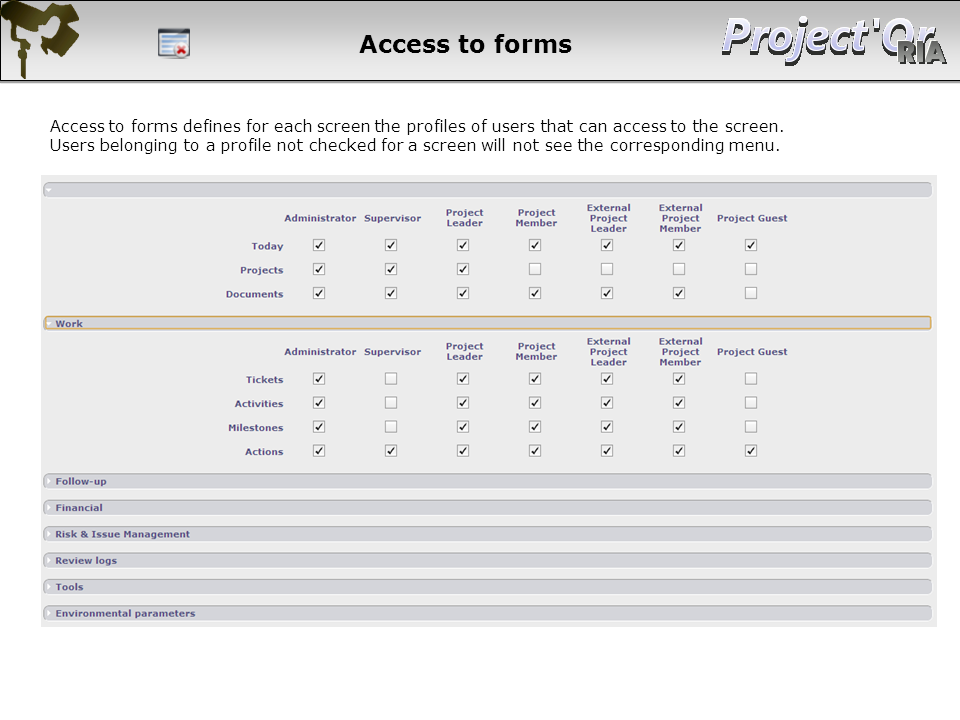 Access to forms
Project'Or
RIA
Access to forms defines for each screen the profiles of users that can access to the screen.
Users belonging to a profile not checked for a screen will not see the corresponding menu.
Administrator Supervisor Project Leader Project Member External Project Leader External Project Member Project Guest
Today
Projects
Documents
Work
Administrator Supervisor Project Leader Project Member External Project Leader External Project Member Project Guest
Tickets
Activities
Milestones
Actions
Follow-up
Financial
Risk & Issue Management
Review logs
Tools
Environmental parameters